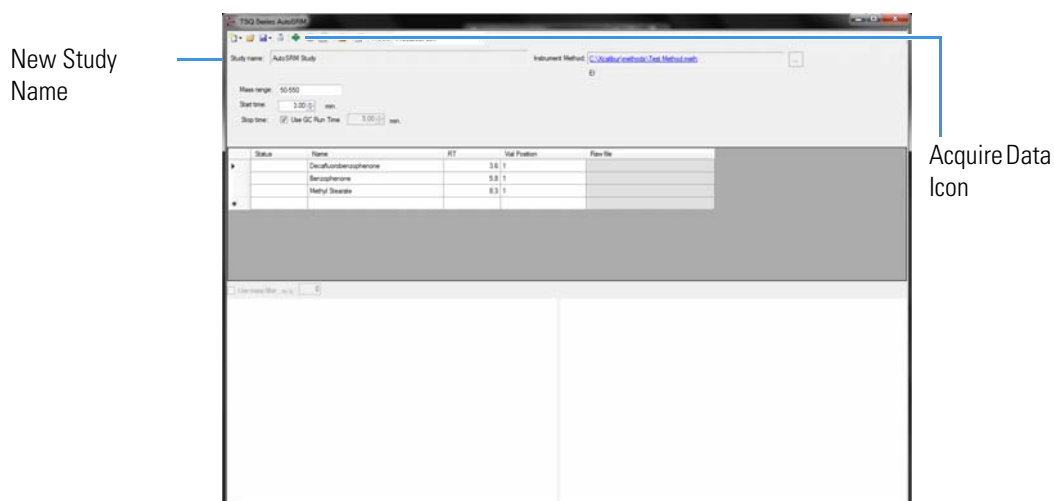 TSQ Series AutoSRM
New Study
Name
Study name: AutoSRM Study
Instrument Method: C:\Xcalibur\methods\Test Method.meth
...
EI
Mass range: 50-550
Start time: 3.00 min.
Stop time: Use GC Run Time 5.00 min.
Acquire Data
Icon
Status Name RT Vial Position Raw file
Decafluorobenzophenone 3.6 1
Benzophenone 5.8 1
Methyl Stearate 8.3 1
Use mass filter m/z